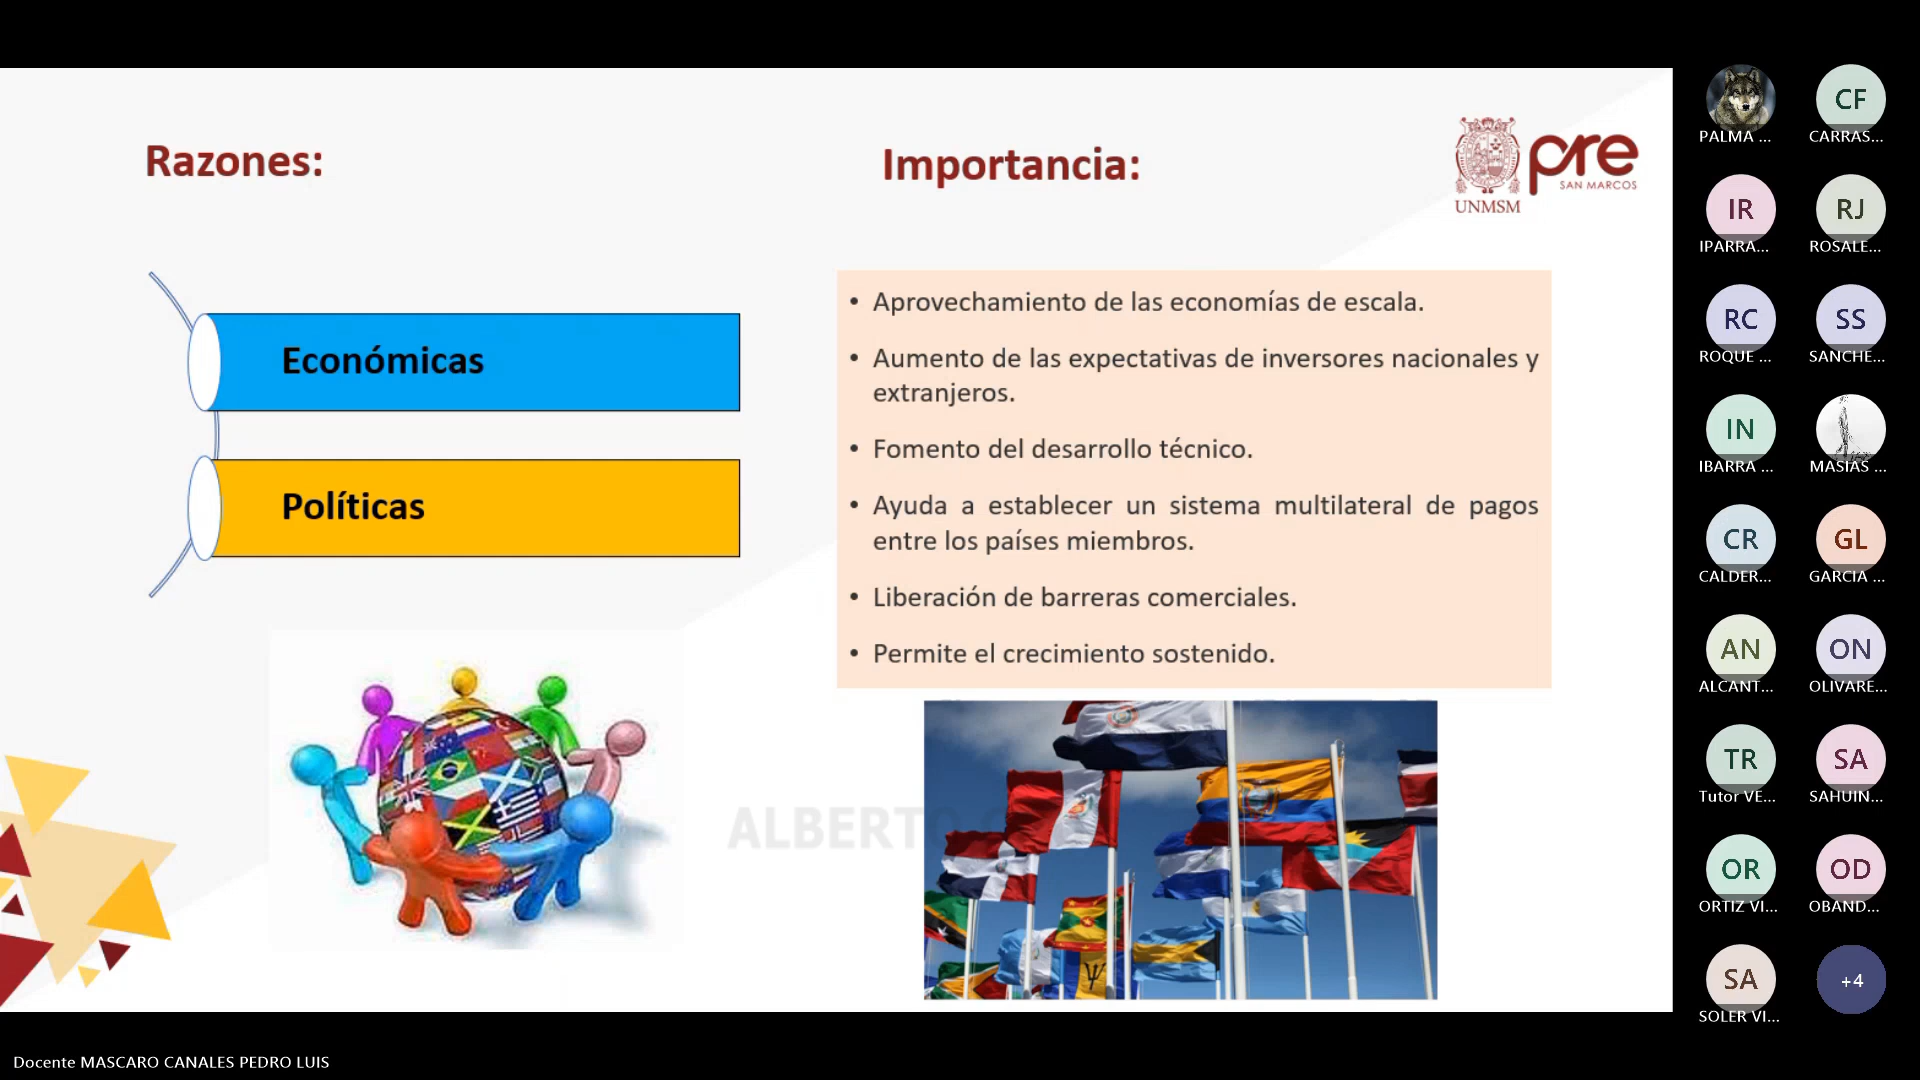 Razones:
Importancia:
UNMSM
pre
SAN MARCOS
Económicas
Políticas
• Aprovechamiento de las economías de escala.
• Aumento de las expectativas de inversores nacionales y
extranjeros.
• Fomento del desarrollo técnico.
• Ayuda a establecer un sistema multilateral de pagos
entre los países miembros.
• Liberación de barreras comerciales.
• Permite el crecimiento sostenido.
ALBERTO
PALMA ...
CF
CARRAS...
IR
IPARRA...
RJ
ROSALE...
RC
ROQUE ...
SS
SANCHE...
IN
IBARRA ...
MASIAS ...
CR
CALDER...
GL
GARCIA ...
AN
ALCANT...
ON
OLIVARE...
TR
Tutor VE...
SA
SAHUIN...
OR
ORTIZ VI...
OD
OBAND...
SA
SOLER VI...
+4
Docente MASCARO CANALES PEDRO LUIS